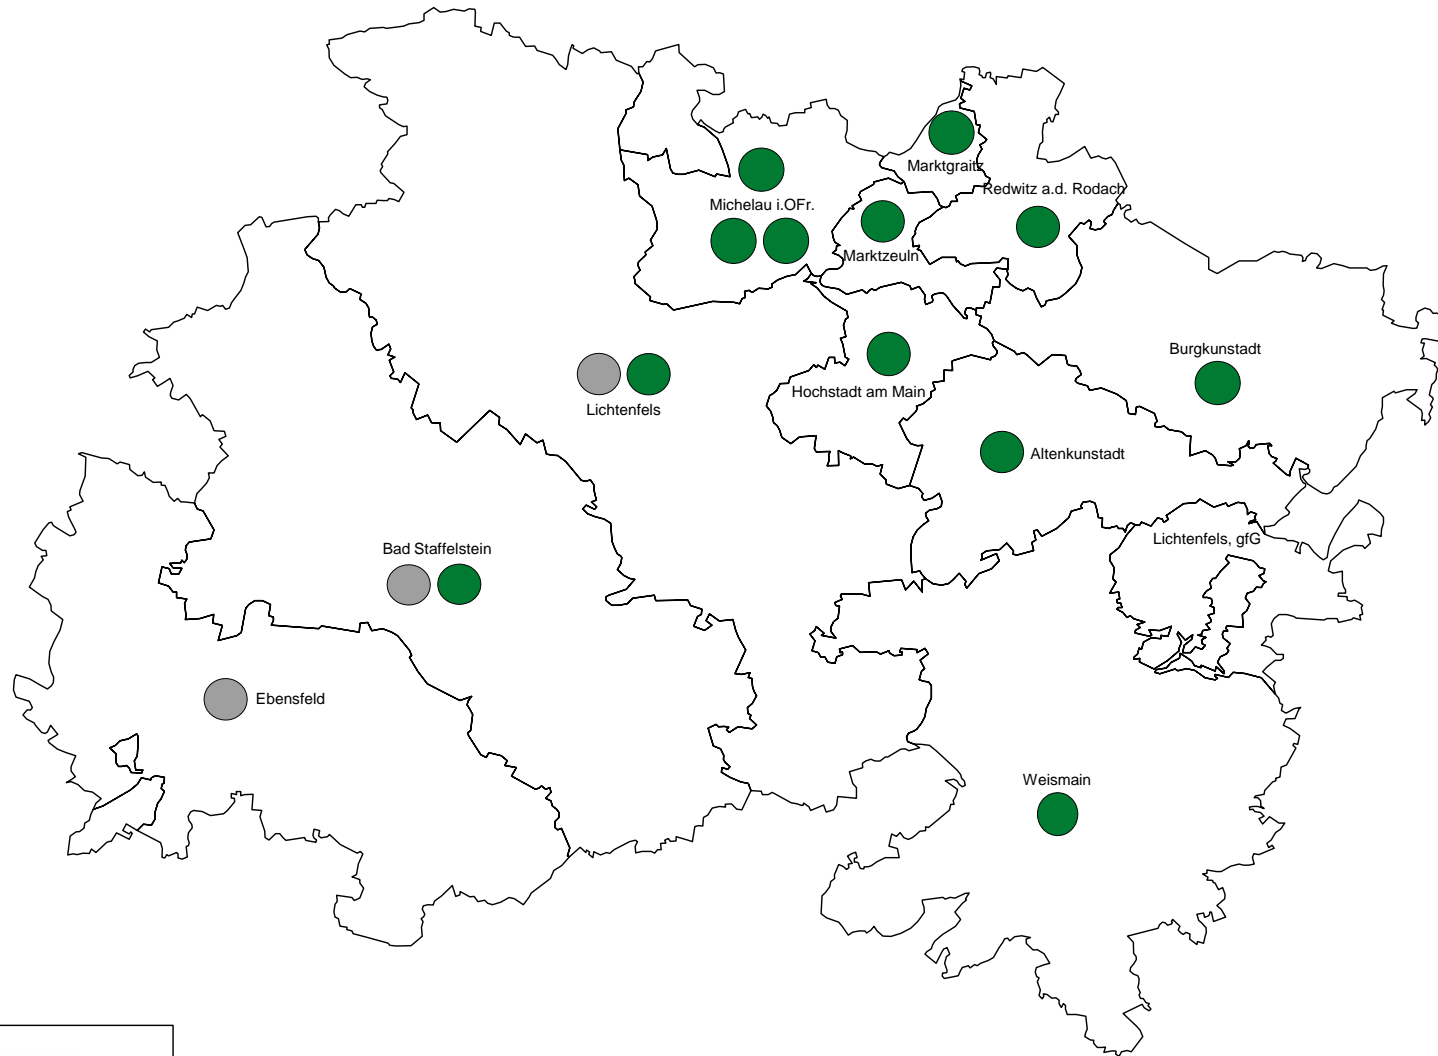 Marktgraitz
Redwitz a.d. Rodach
Michelau i.OFr.
Marktzeuln
Burgkunstadt
Hochstadt am Main
Lichtenfels
Altenkunstadt
Lichtenfels, gfG
Bad Staffelstein
Ebensfeld
Weismain